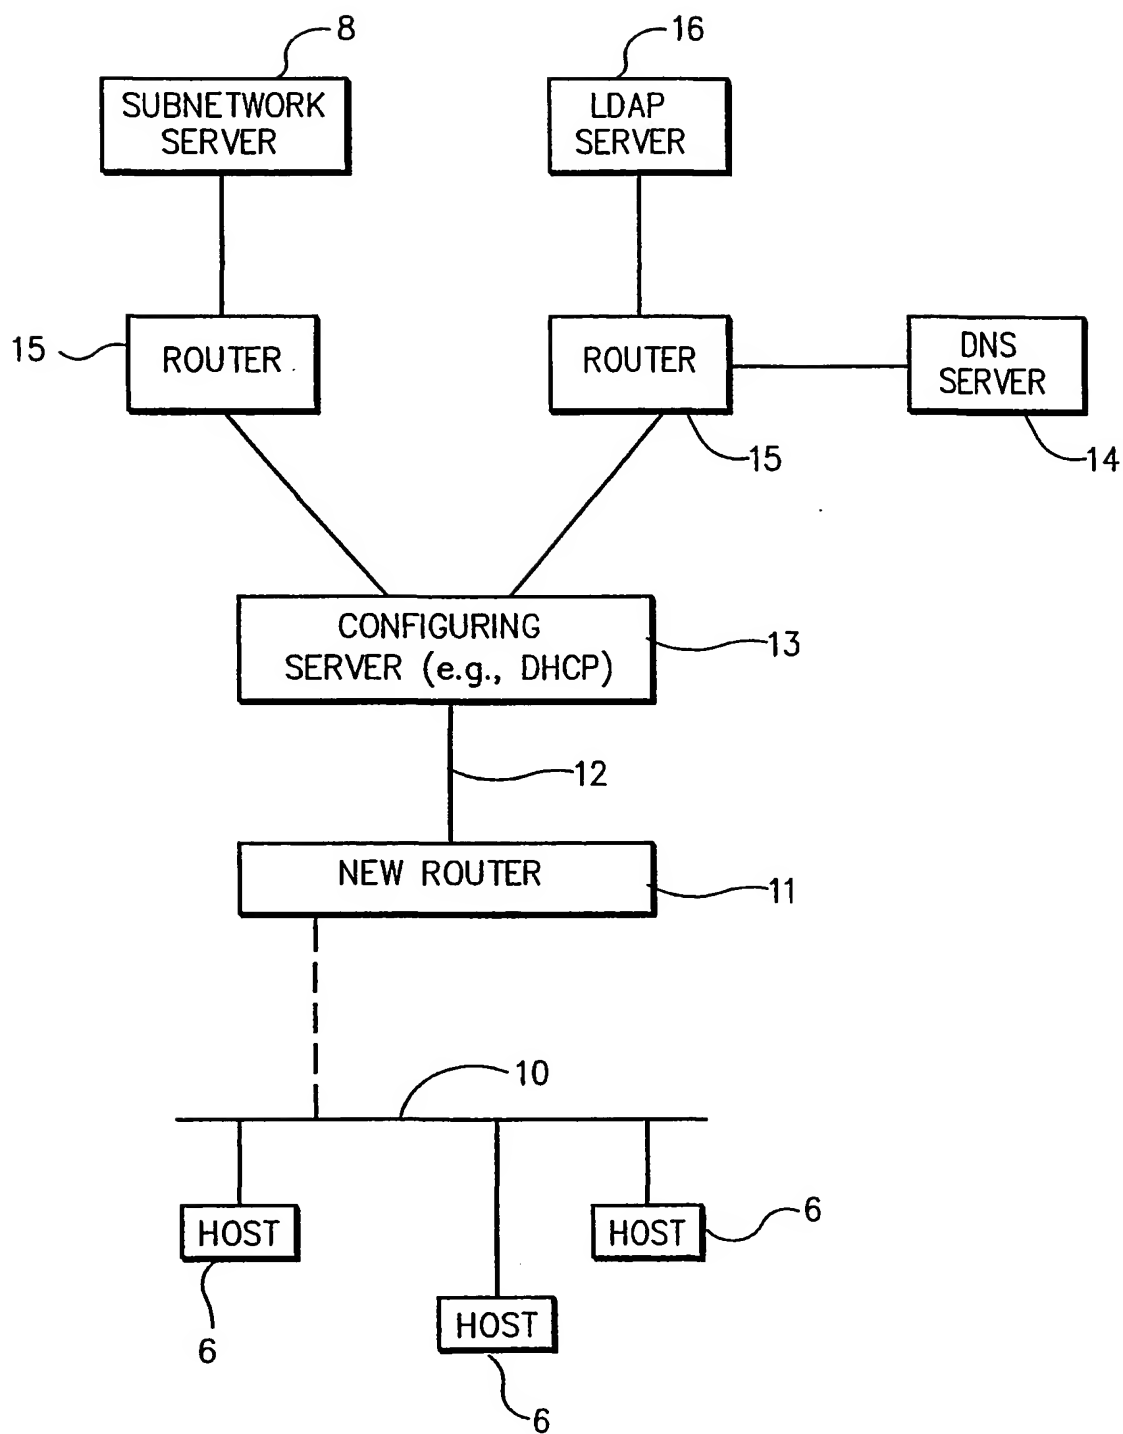 8
16
SUBNETWORK
SERVER
LDAP
SERVER
15
ROUTER
ROUTER
DNS
SERVER
15
14
CONFIGURING
SERVER (e.g., DHCP)
13
12
NEW ROUTER
11
10
HOST
HOST
6
6
HOST
6